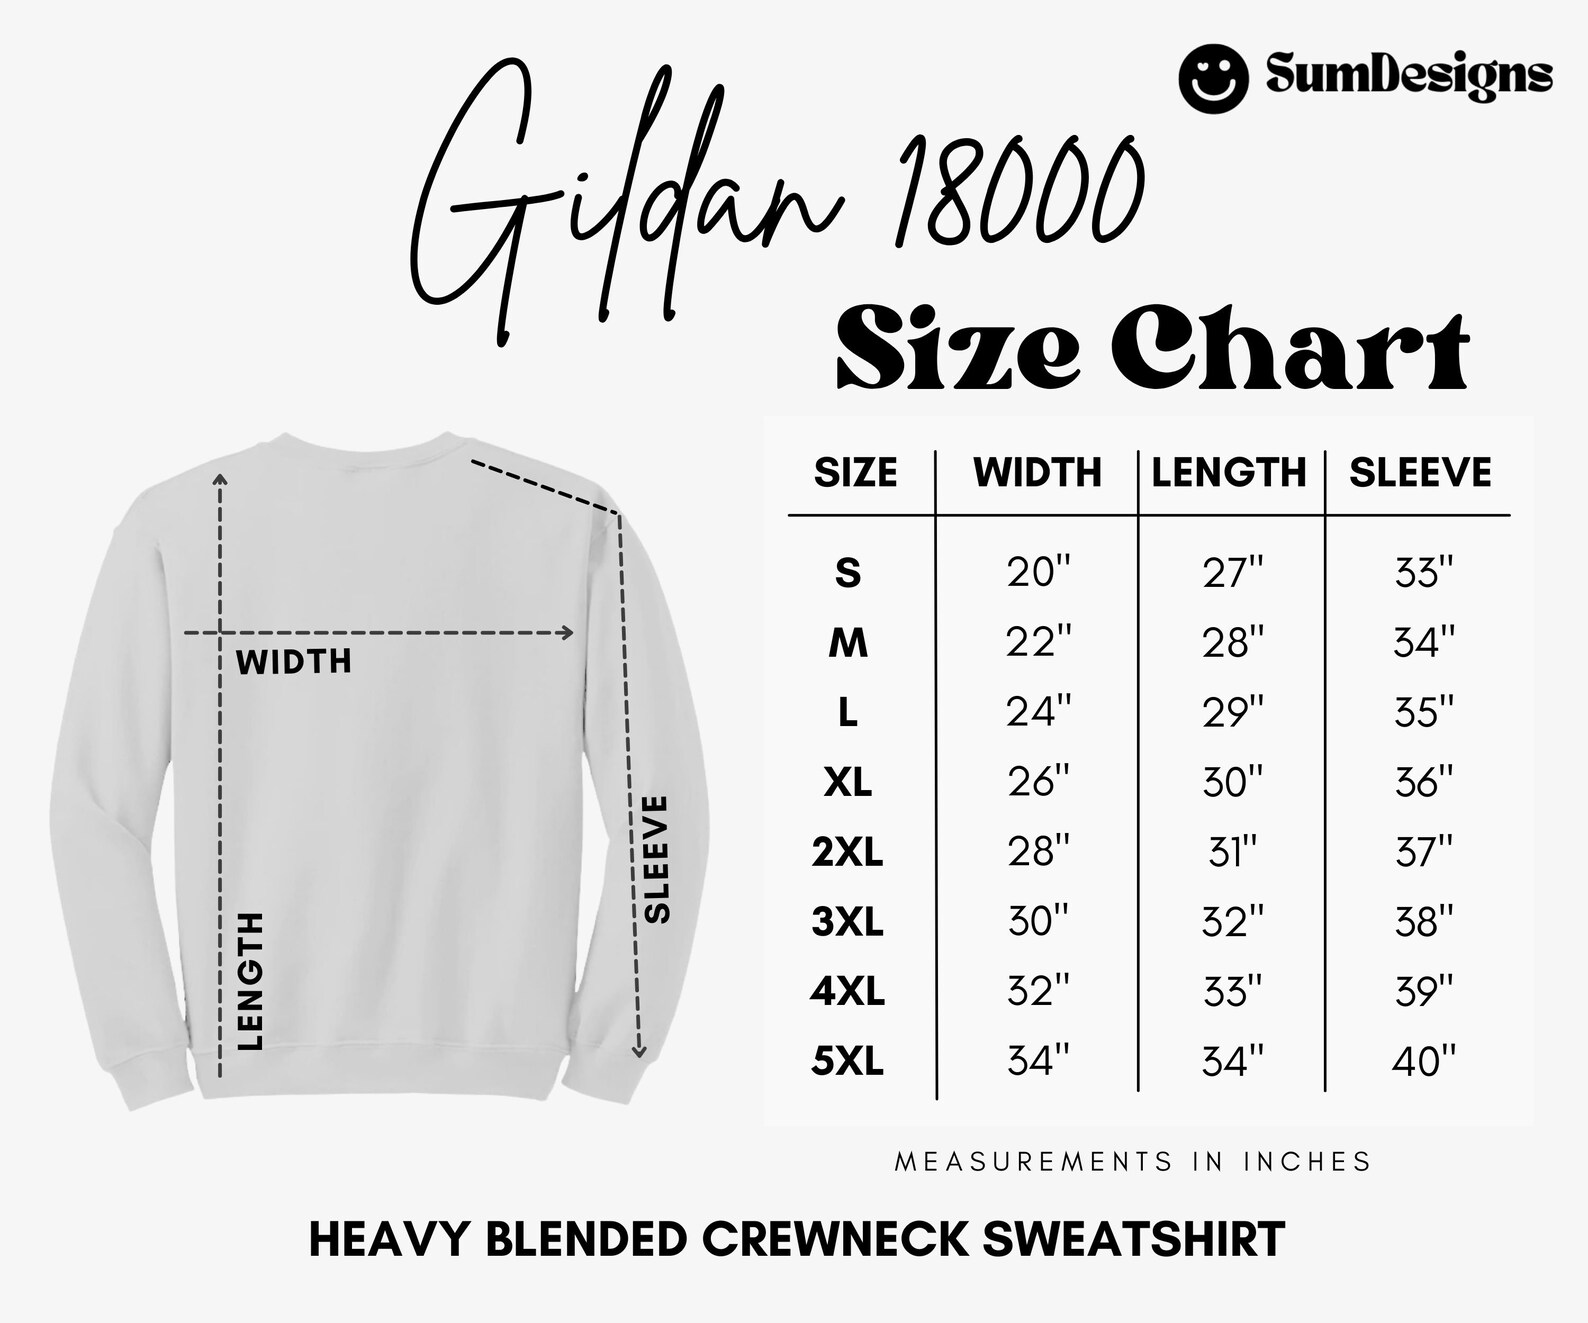 SumDesigns
Gildan 18000
Size Chart
WIDTH
LENGTH
SLEEVE
SIZE WIDTH LENGTH SLEEVE
S 20" 27" 33"
M 22" 28" 34"
L 24" 29" 35"
XL 26" 30" 36"
2XL 28" 31" 37"
3XL 30" 32" 38"
4XL 32" 33" 39"
5XL 34" 34" 40"
MEASUREMENTS IN INCHES
HEAVY BLENDED CREWNECK SWEATSHIRT